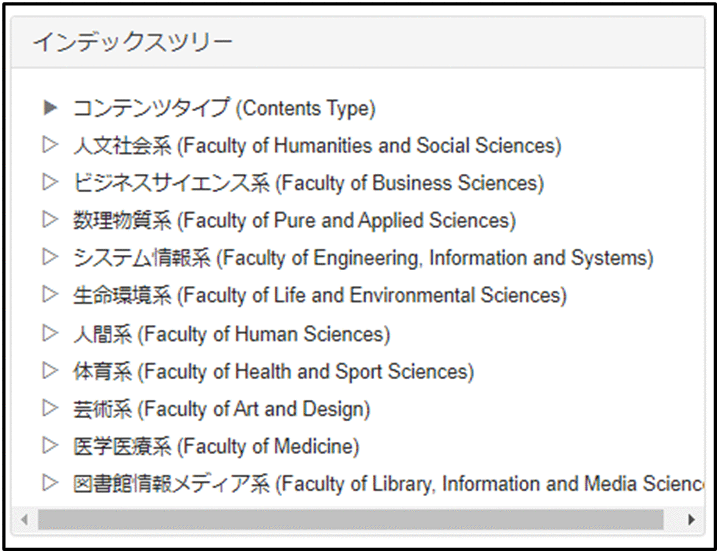 インデックスツリー
コンテンツタイプ (Contents Type)
人文社会系 (Faculty of Humanities and Social Sciences)
ビジネスサイエンス系 (Faculty of Business Sciences)
数理物質系 (Faculty of Pure and Applied Sciences)
システム情報系 (Faculty of Engineering, Information and Systems)
生命環境系 (Faculty of Life and Environmental Sciences)
人間系 (Faculty of Human Sciences)
体育系 (Faculty of Health and Sport Sciences)
芸術系 (Faculty of Art and Design)
医学医療系 (Faculty of Medicine)
図書館情報メディア系 (Faculty of Library, Information and Media Scienc